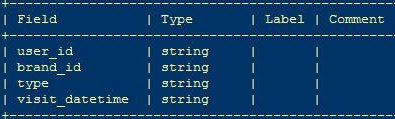 | Field | Type | Label | Comment
| user_id | string | | |
| brand_id | string | | |
| type | string | | |
| visit_datetime | string | | |